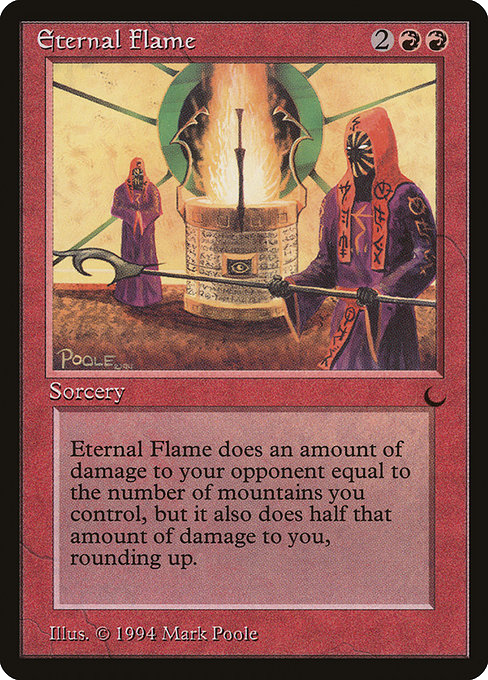 Eternal Flame 2
POOLE
Sorcery
Eternal Flame does an amount of
damage to your opponent equal to
the number of mountains you
control, but it also does half that
amount of damage to you,
rounding up.
Illus. © 1994 Mark Poole